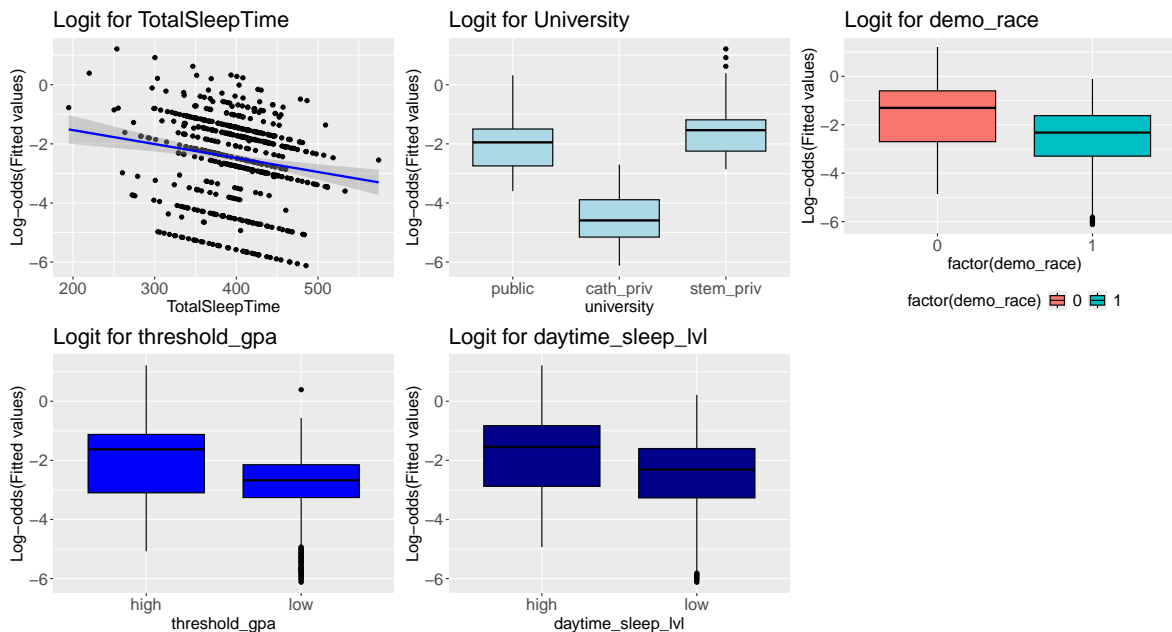 Logit for TotalSleepTime
Log−odds(Fitted values)
0
−2
−4
−6
200 300 400 500
TotalSleepTime
Logit for University
Log−odds(Fitted values)
0
−2
−4
−6
public cath_priv stem_priv
university
Logit for demo_race
Log−odds(Fitted values)
0
−2
−4
−6
0 1
factor(demo_race)
factor(demo_race) 0 1
Logit for threshold_gpa
Log−odds(Fitted values)
0
−2
−4
−6
high low
threshold_gpa
Logit for daytime_sleep_lvl
Log−odds(Fitted values)
0
−2
−4
−6
high low
daytime_sleep_lvl